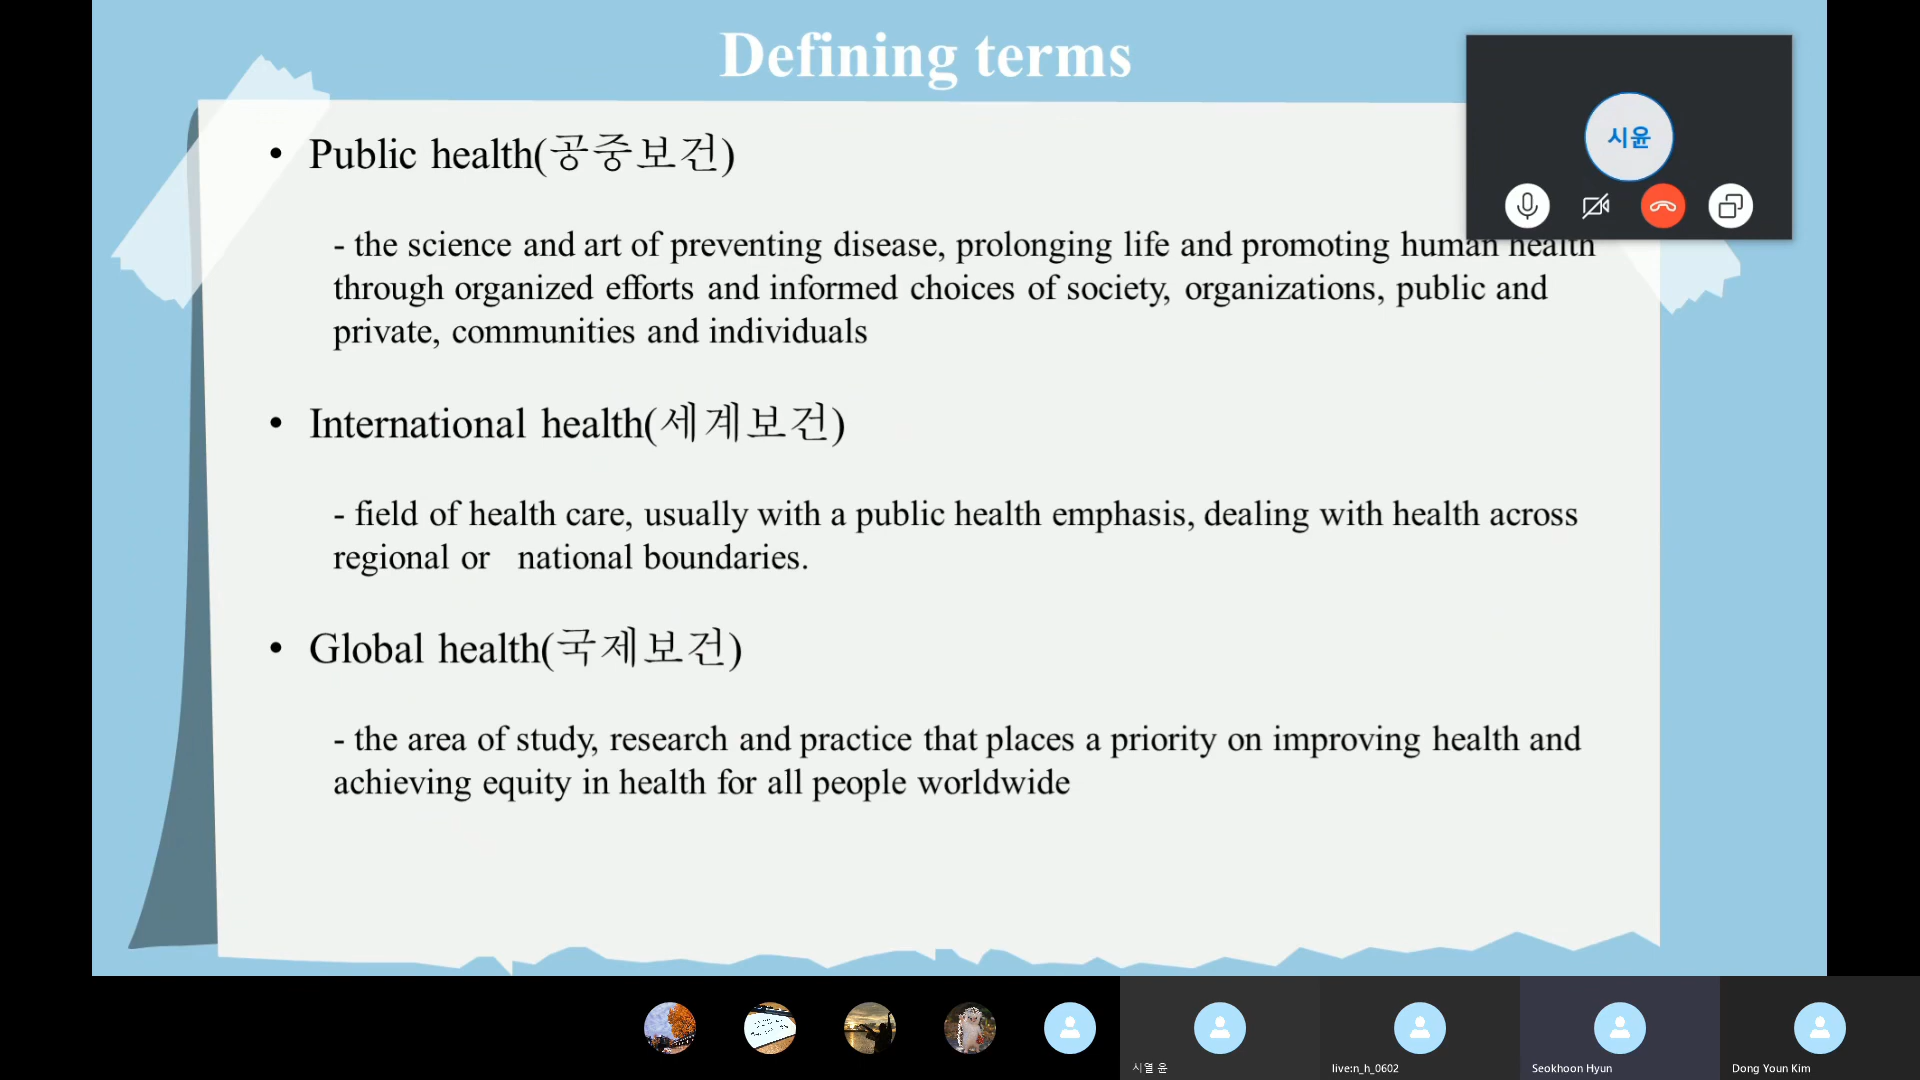 Defining terms
시윤
• Public health(공중보건)
- the science and art of preventing disease, prolonging life and promoting human health
through organized efforts and informed choices of society, organizations, public and
private, communities and individuals
• International health(세계보건)
- field of health care, usually with a public health emphasis, dealing with health across
regional or national boundaries.
• Global health(국제보건)
- the area of study, research and practice that places a priority on improving health and
achieving equity in health for all people worldwide
시열 윤
live:n_h_0602
Seokhoon Hyun
Dong Youn Kim